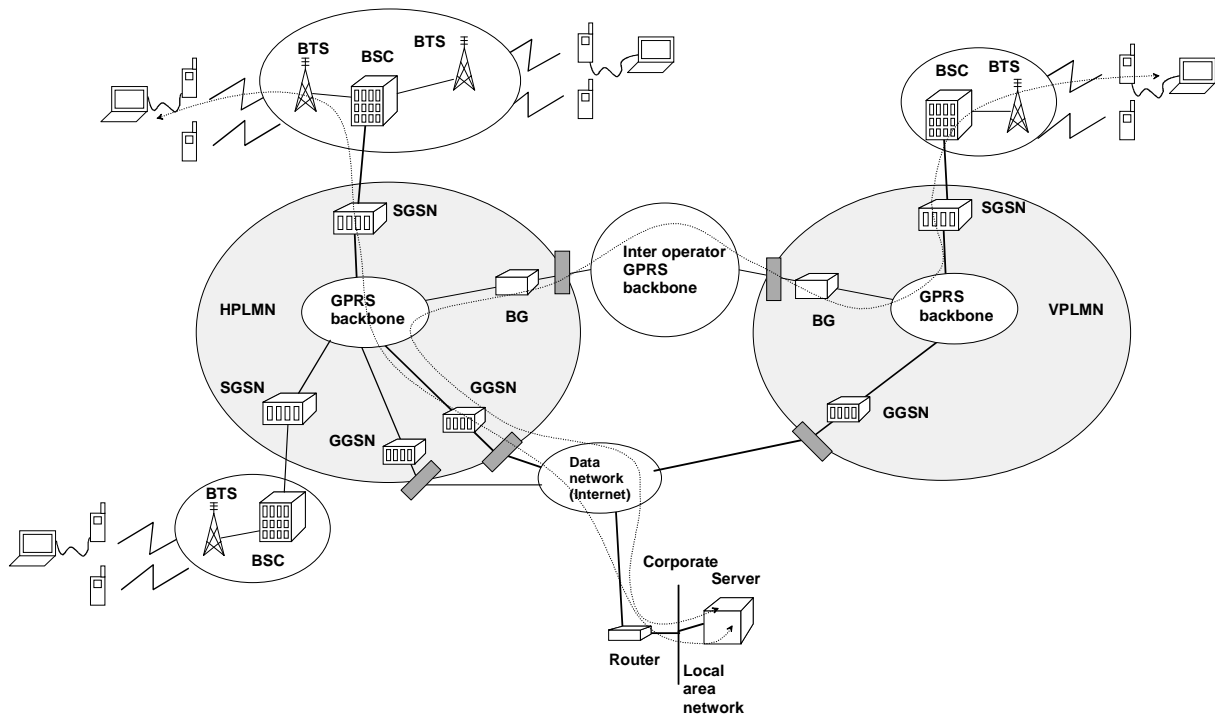 BTS
BSC
BTS
BSC
BTS
SGSN
SGSN
Inter operator
GPRS
backbone
HPLMN
GPRS
backbone
BG
BG
GPRS
backbone
VPLMN
SGSN
GGSN
GGSN
GGSN
Data
network
(Internet)
BTS
BSC
Corporate
Server
Router
Local
area
network